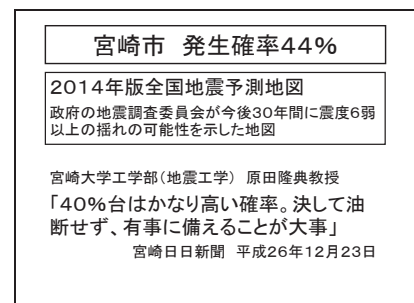 宮崎市 発生確率44%
2014年版全国地震予測地図
政府の地震調査委員会が今後30年間に震度6弱
以上の揺れの可能性を示した地図
宮崎大学工学部（地震工学） 原田隆典教授
「40%台はかなり高い確率。決して油
断せず、有事に備えることが大事」
宮崎日日新聞 平成26年12月23日